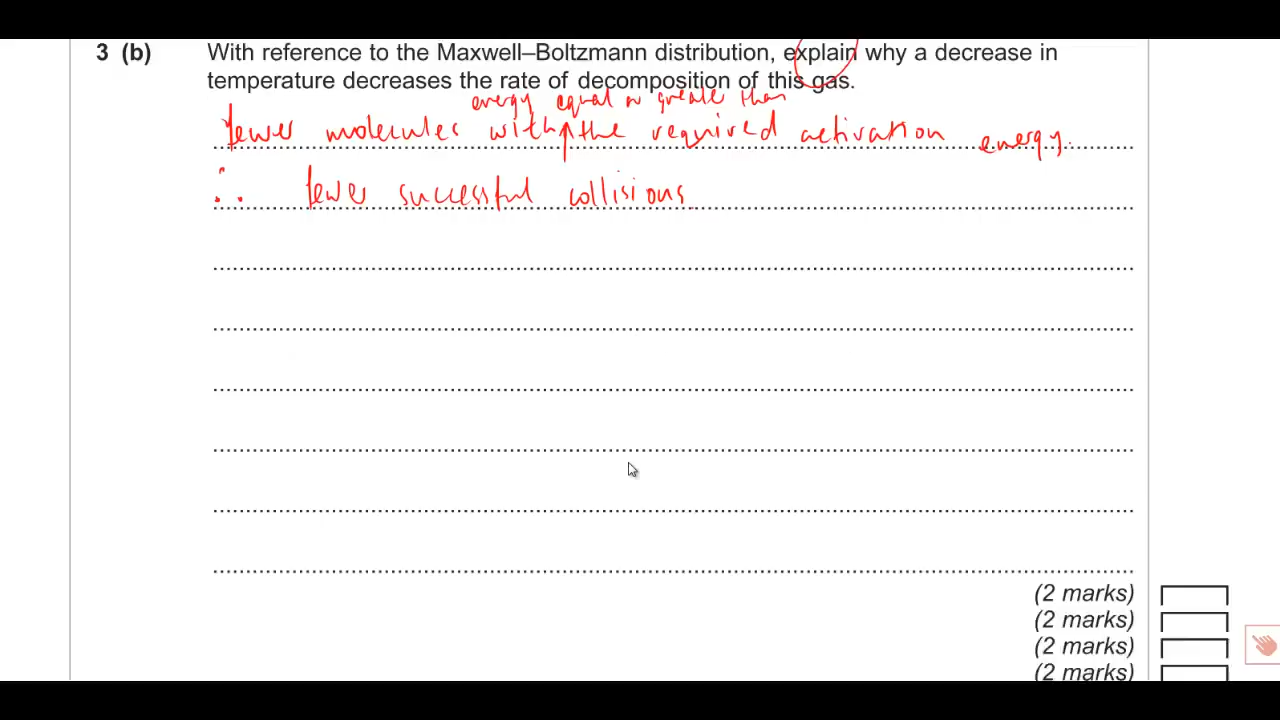 3 (b) With reference to the Maxwell–Boltzmann distribution, explain why a decrease in
temperature decreases the rate of decomposition of this gas.
energy equal or greater than
fewer molecules with the required activation energy.
∴ fewer successful collisions
(2 marks)
(2 marks)
(2 marks)
(2 marks)